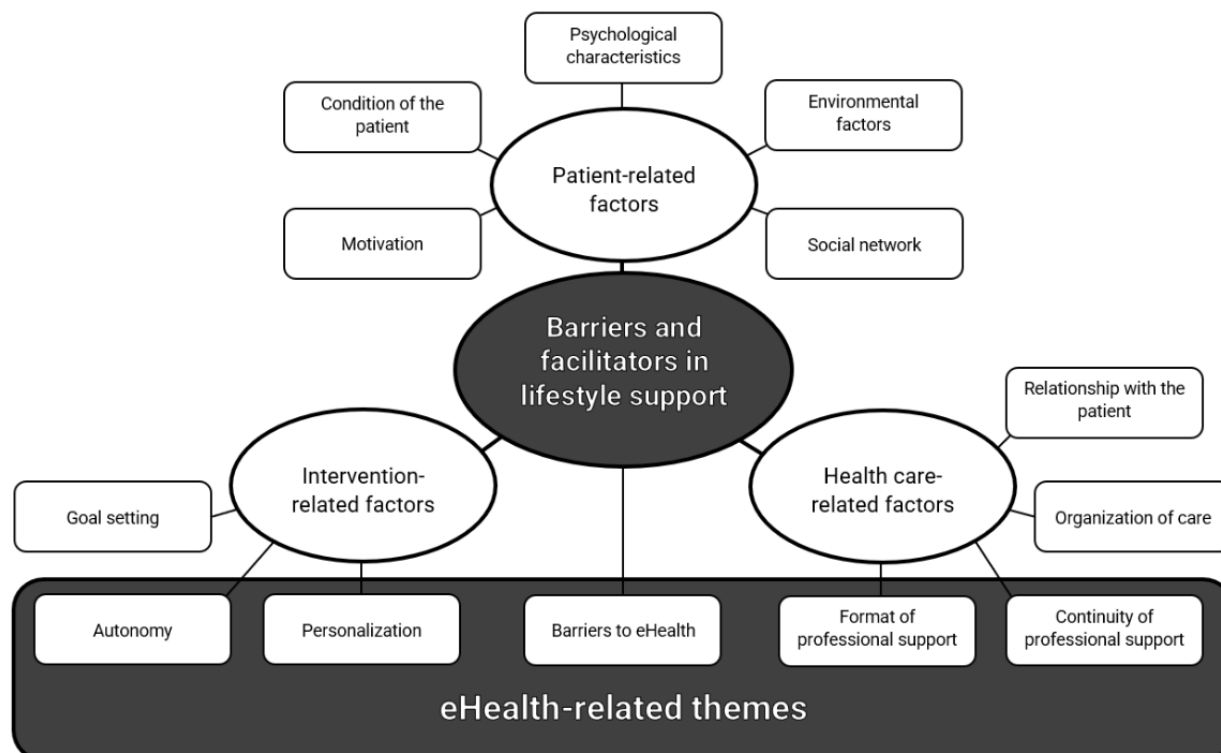 Psychological
characteristics
Condition of the
patient
Environmental
factors
Patient-related
factors
Motivation
Social network
Barriers and
facilitators in
lifestyle support
Relationship with the
patient
Intervention-
related factors
Health care-
related factors
Goal setting
Organization of care
Autonomy
Personalization
Barriers to eHealth
Format of
professional support
Continuity of
professional support
eHealth-related themes